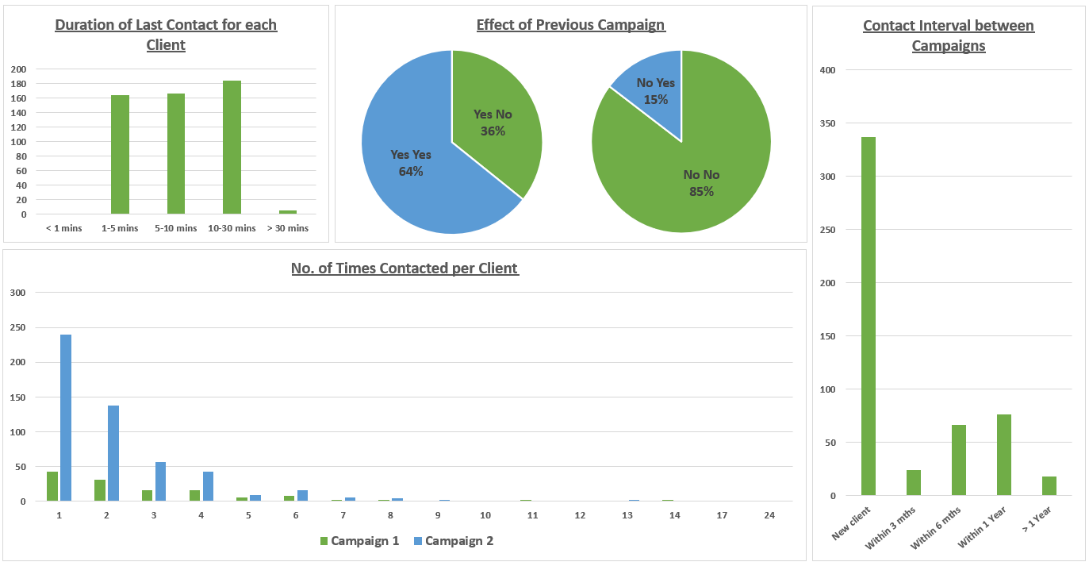 Duration of Last Contact for each
Client
200
180
160
140
120
100
80
60
40
20
0
< 1 mins
1-5 mins
5-10 mins
10-30 mins
> 30 mins
Effect of Previous Campaign
Yes No
36%
Yes Yes
64%
No Yes
15%
No No
85%
Contact Interval between
Campaigns
400
350
300
250
200
150
100
50
0
New client
Within 3 mths
Within 6 mths
Within 1 Year
> 1 Year
No. of Times Contacted per Client
300
250
200
150
100
50
0
1
2
3
4
5
6
7
8
9
10
11
12
13
14
17
24
Campaign 1
Campaign 2